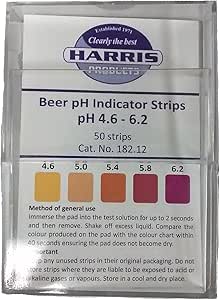 Established 1971
Clearly the best
HARRIS
PRODUCTS
Beer pH Indicator Strips
pH 4.6 - 6.2
50 strips
Cat. No. 182.12
4.6 5.0 5.4 5.8 6.2
Method of general use
Immerse the pad into the test solution for up to 2 seconds
and then remove. Shake off excess liquid. Compare the
colour produced on the pad with the colour chart within
40 seconds ensuring the pad does not become dry.
Important
Keep any unused strips in their original packaging. Do not
store strips where they are liable to be exposed to acid or
alkaline gases or vapours. Store in a cool and dry place.